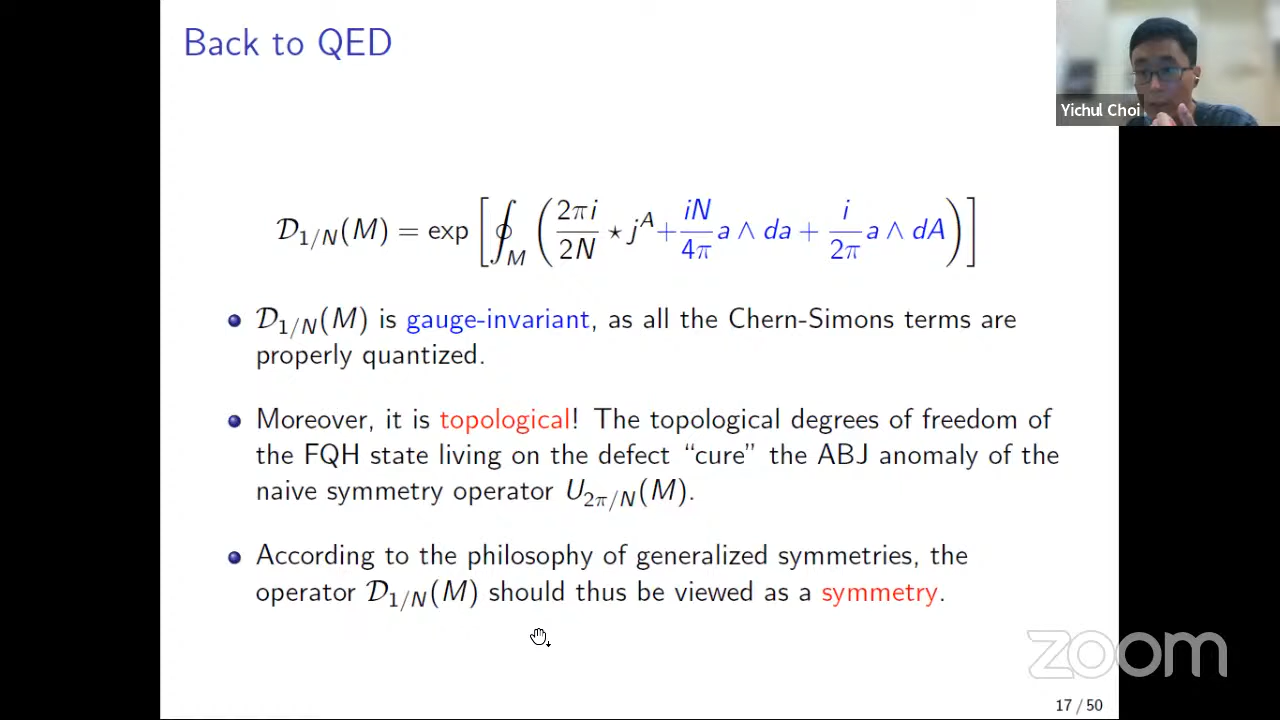 Back to QED
Yichul Choi
𝒟_{1/N}(M) = exp[∮_M (2πi/2N ⋆ j^A + iN/4π a ∧ da + i/2π a ∧ dA)]
𝒟_{1/N}(M) is gauge-invariant, as all the Chern-Simons terms are
properly quantized.
Moreover, it is topological! The topological degrees of freedom of
the FQH state living on the defect “cure” the ABJ anomaly of the
naive symmetry operator U_{2π/N}(M).
According to the philosophy of generalized symmetries, the
operator 𝒟_{1/N}(M) should thus be viewed as a symmetry.
zoom
17 / 50